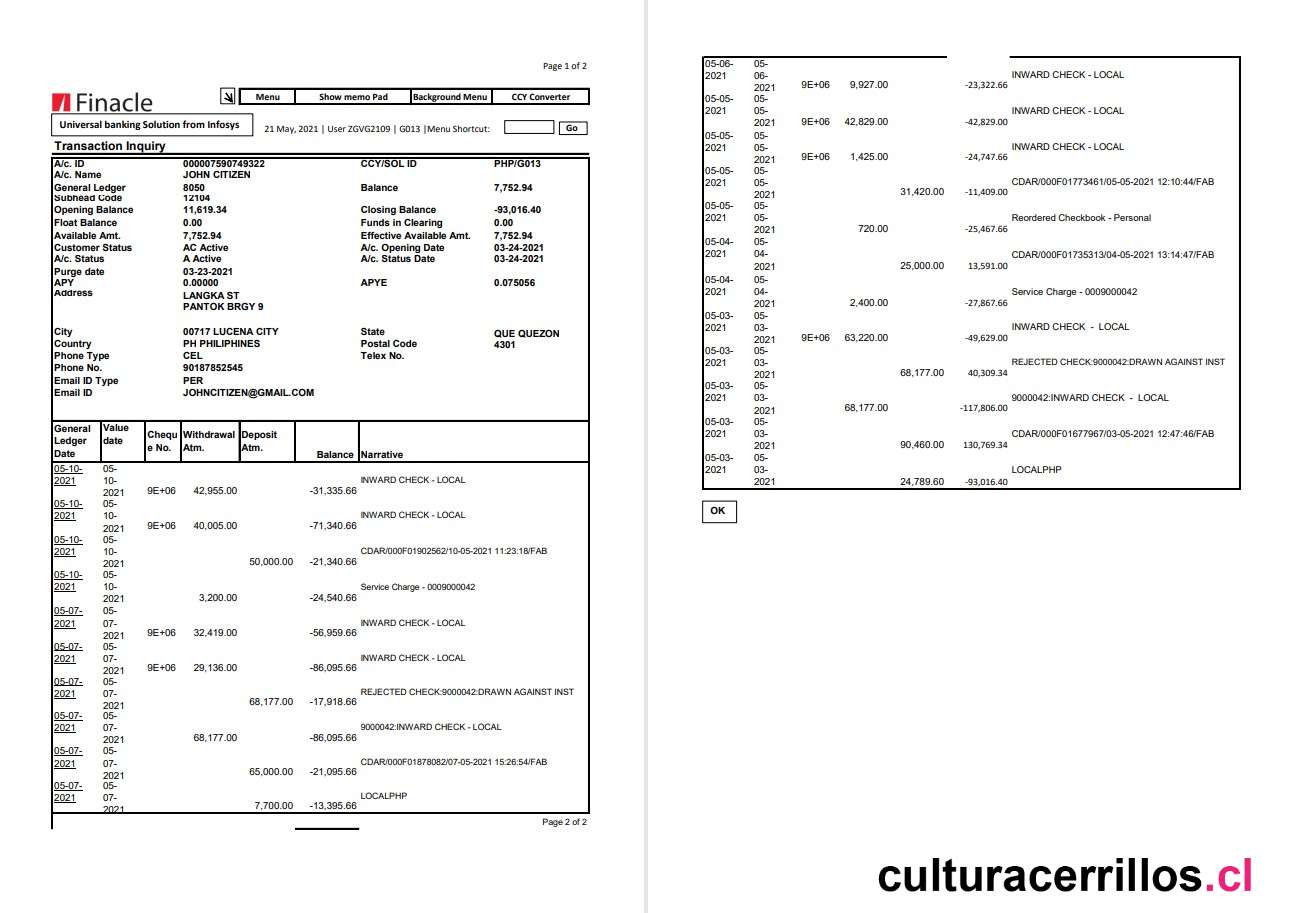 Page 1 of 2
Finacle
Menu Show memo Pad Background Menu CCY Converter
Universal banking Solution from Infosys
21 May, 2021 | User ZGVG2109 | G013 |Menu Shortcut: Go
Transaction Inquiry
A/c. ID 000007590749322 CCY/SOL ID PHP/G013
A/c. Name JOHN CITIZEN
General Ledger 8050 Balance 7,752.94
Subhead Code 12104
Opening Balance 11,619.34 Closing Balance -93,016.40
Float Balance 0.00 Funds in Clearing 0.00
Available Amt. 7,752.94 Effective Available Amt. 7,752.94
Customer Status AC Active A/c. Opening Date 03-24-2021
A/c. Status A Active A/c. Status Date 03-24-2021
Purge date 03-23-2021
APY 0.00000 APYE 0.075056
Address LANGKA ST
PANTOK BRGY 9
City 00717 LUCENA CITY State QUE QUEZON
Country PH PHILIPHINES Postal Code 4301
Phone Type CEL Telex No.
Phone No. 90187852545
Email ID Type PER
Email ID JOHNCITIZEN@GMAIL.COM
General Value
Ledger date Chequ Withdrawal Deposit
Date e No. Atm. Atm. Balance Narrative
05-10- 05-
2021 10- INWARD CHECK - LOCAL
2021 9E+06 42,955.00 -31,335.66
05-10- 05-
2021 10- INWARD CHECK - LOCAL
2021 9E+06 40,005.00 -71,340.66
05-10- 05-
2021 10- CDAR/000F01902562/10-05-2021 11:23:18/FAB
2021 50,000.00 -21,340.66
05-10- 05-
2021 10- Service Charge - 0009000042
2021 3,200.00 -24,540.66
05-07- 05-
2021 07- INWARD CHECK - LOCAL
2021 9E+06 32,419.00 -56,959.66
05-07- 05-
2021 07- INWARD CHECK - LOCAL
2021 9E+06 29,136.00 -86,095.66
05-07- 05-
2021 07- REJECTED CHECK:9000042:DRAWN AGAINST INST
2021 68,177.00 -17,918.66
05-07- 05-
2021 07- 9000042:INWARD CHECK - LOCAL
2021 68,177.00 -86,095.66
05-07- 05-
2021 07- CDAR/000F01878082/07-05-2021 15:26:54/FAB
2021 65,000.00 -21,095.66
05-07- 05-
2021 07- LOCALPHP
2021 7,700.00 -13,395.66
Page 2 of 2
05-06- 05-
2021 06- INWARD CHECK - LOCAL
2021 9E+06 9,927.00 -23,322.66
05-05- 05-
2021 05- INWARD CHECK - LOCAL
2021 9E+06 42,829.00 -42,829.00
05-05- 05-
2021 05- INWARD CHECK - LOCAL
2021 9E+06 1,425.00 -24,747.66
05-05- 05-
2021 05- CDAR/000F01773461/05-05-2021 12:10:44/FAB
2021 31,420.00 -11,409.00
05-05- 05-
2021 05- Reordered Checkbook - Personal
2021 720.00 -25,467.66
05-04- 05-
2021 04- CDAR/000F01735313/04-05-2021 13:14:47/FAB
2021 25,000.00 13,591.00
05-04- 05-
2021 04- Service Charge - 0009000042
2021 2,400.00 -27,867.66
05-03- 05-
2021 03- INWARD CHECK - LOCAL
2021 9E+06 63,220.00 -49,629.00
05-03- 05-
2021 03- REJECTED CHECK:9000042:DRAWN AGAINST INST
2021 68,177.00 40,309.34
05-03- 05-
2021 03- 9000042:INWARD CHECK - LOCAL
2021 68,177.00 -117,806.00
05-03- 05-
2021 03- CDAR/000F01677967/03-05-2021 12:47:46/FAB
2021 90,460.00 130,769.34
05-03- 05-
2021 03- LOCALPHP
2021 24,789.60 -93,016.40
OK
culturacerrillos.cl